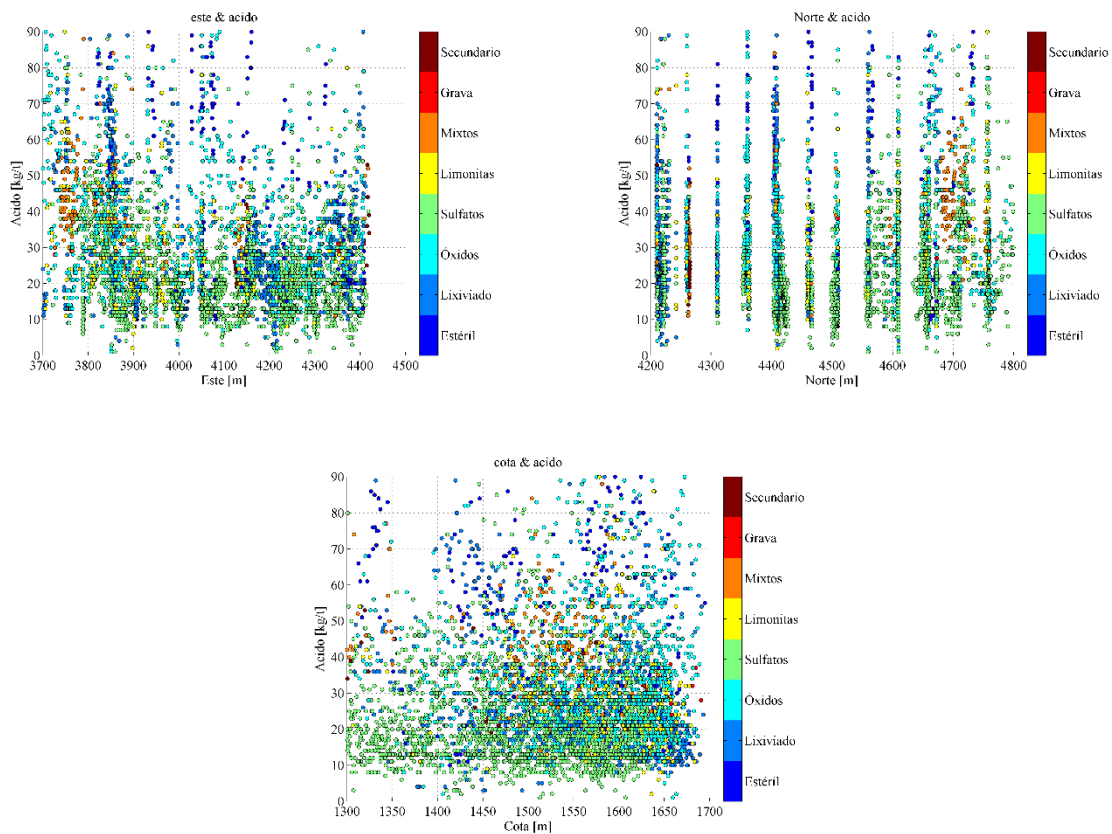 este & acido
Acido [kg/t]
90
80
70
60
50
40
30
20
10
0
3700 3800 3900 4000 4100 4200 4300 4400 4500
Este [m]
Secundario
Grava
Mixtos
Limonitas
Sulfatos
Óxidos
Lixiviado
Estéril
Norte & acido
Acido [kg/t]
90
80
70
60
50
40
30
20
10
0
4200 4300 4400 4500 4600 4700 4800
Norte [m]
Secundario
Grava
Mixtos
Limonitas
Sulfatos
Óxidos
Lixiviado
Estéril
cota & acido
Acido [kg/t]
90
80
70
60
50
40
30
20
10
0
1300 1350 1400 1450 1500 1550 1600 1650 1700
Cota [m]
Secundario
Grava
Mixtos
Limonitas
Sulfatos
Óxidos
Lixiviado
Estéril